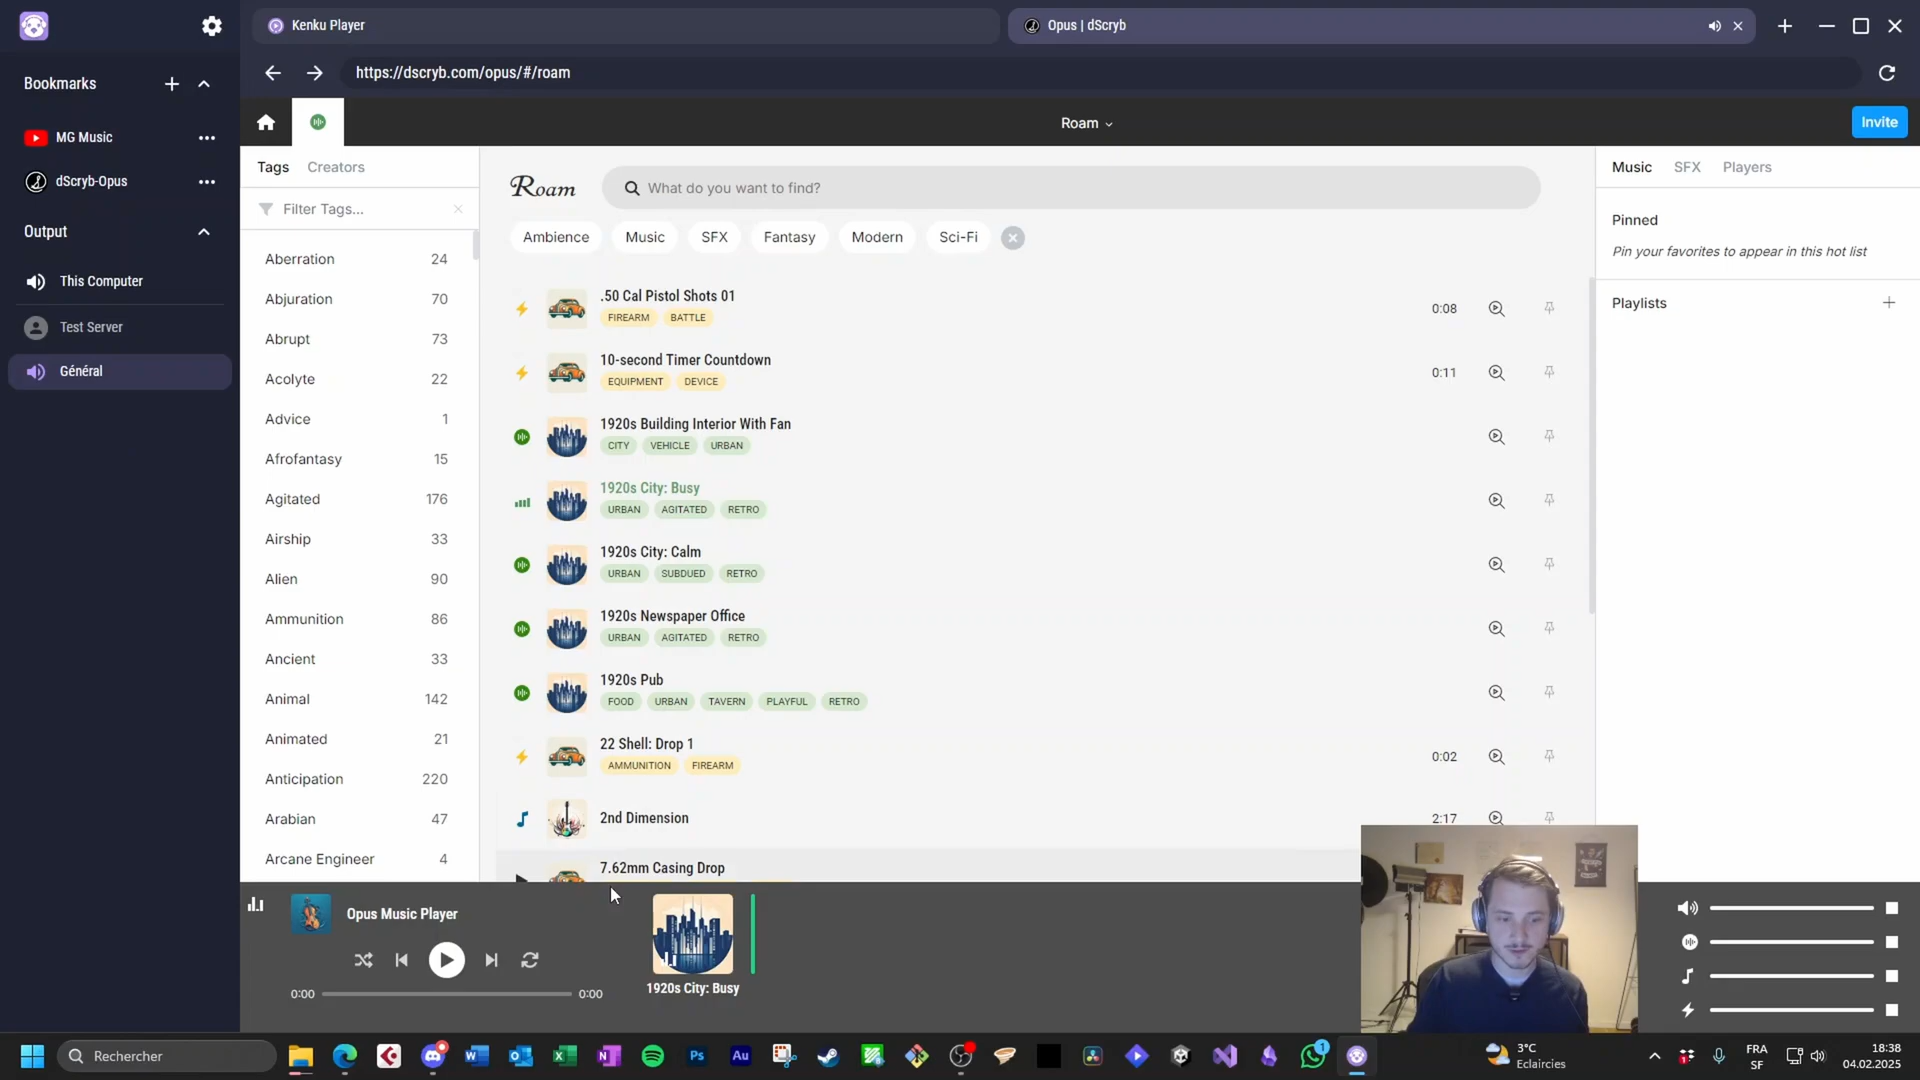 Kenku Player
Opus | dScryb
Bookmarks
https://dscryb.com/opus/#/roam
MG Music
dScryb-Opus
Output
This Computer
Test Server
Général
Roam
Invite
Tags
Creators
Filter Tags...
Aberration 24
Abjuration 70
Abrupt 73
Acolyte 22
Advice 1
Afrofantasy 15
Agitated 176
Airship 33
Alien 90
Ammunition 86
Ancient 33
Animal 142
Animated 21
Anticipation 220
Arabian 47
Arcane Engineer 4
Roam
What do you want to find?
Ambience
Music
SFX
Fantasy
Modern
Sci-Fi
.50 Cal Pistol Shots 01
FIREARM BATTLE
0:08
10-second Timer Countdown
EQUIPMENT DEVICE
0:11
1920s Building Interior With Fan
CITY VEHICLE URBAN
1920s City: Busy
URBAN AGITATED RETRO
1920s City: Calm
URBAN SUBDUED RETRO
1920s Newspaper Office
URBAN AGITATED RETRO
1920s Pub
FOOD URBAN TAVERN PLAYFUL RETRO
22 Shell: Drop 1
AMMUNITION FIREARM
0:02
2nd Dimension
2:17
7.62mm Casing Drop
Music
SFX
Players
Pinned
Pin your favorites to appear in this hot list
Playlists
Opus Music Player
0:00
0:00
1920s City: Busy
Rechercher
Ps
Au
1
3°C
Eclaircies
FRA
SF
18:38
04.02.2025